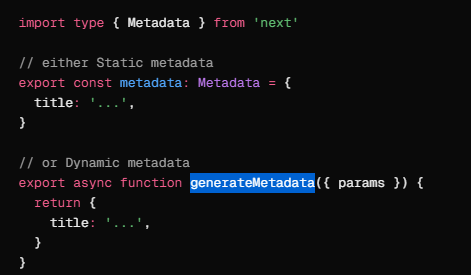 import type { Metadata } from 'next'
// either Static metadata
export const metadata: Metadata = {
  title: '...',
}
// or Dynamic metadata
export async function generateMetadata({ params }) {
  return {
    title: '...',
  }
}